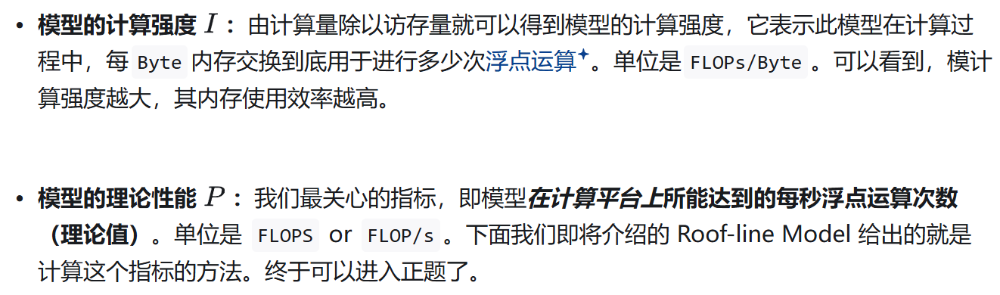 • 模型的计算强度 I ：由计算量除以访存量就可以得到模型的计算强度，它表示此模型在计算过
程中，每 Byte 内存交换到底用于进行多少次浮点运算。单位是 FLOPs/Byte 。可以看到，模计
算强度越大，其内存使用效率越高。
• 模型的理论性能 P ：我们最关心的指标，即模型在计算平台上所能达到的每秒浮点运算次数
（理论值）。单位是 FLOPS or FLOP/s 。下面我们即将介绍的 Roof-line Model 给出的就是
计算这个指标的方法。终于可以进入正题了。